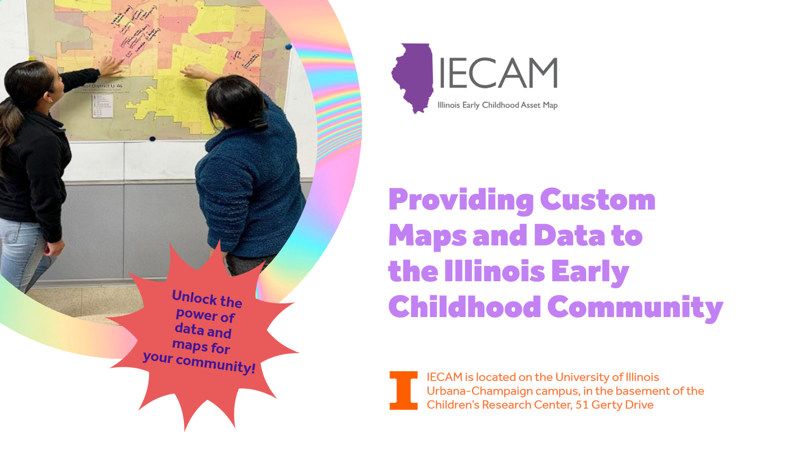 IECAM
Illinois Early Childhood Asset Map
Providing Custom
Maps and Data to
the Illinois Early
Childhood Community
Unlock the
power of
data and
maps for
your community!
I
IECAM is located on the University of Illinois
Urbana-Champaign campus, in the basement of the
Children's Research Center, 51 Gerty Drive